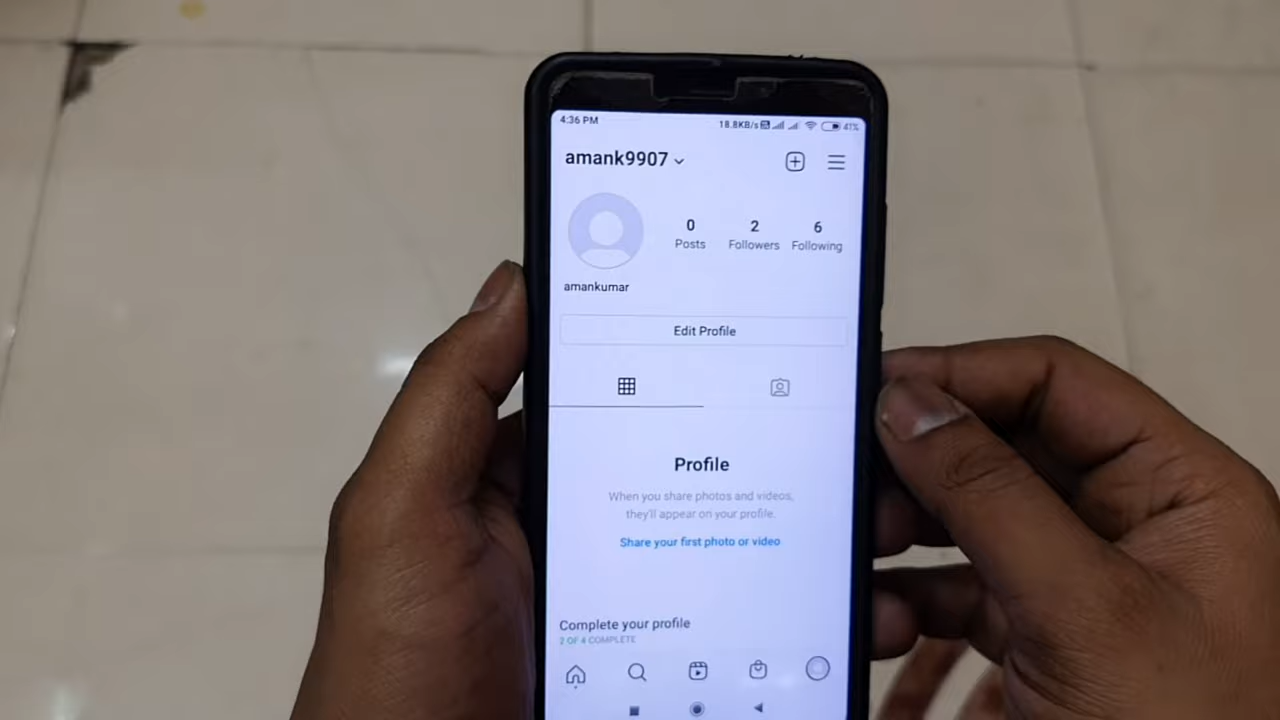 4:36 PM 18.8KB/s 41%
amank9907
0 2 6
Posts Followers Following
amankumar
Edit Profile
Profile
When you share photos and videos,
they'll appear on your profile.
Share your first photo or video
Complete your profile
2 OF 4 COMPLETE